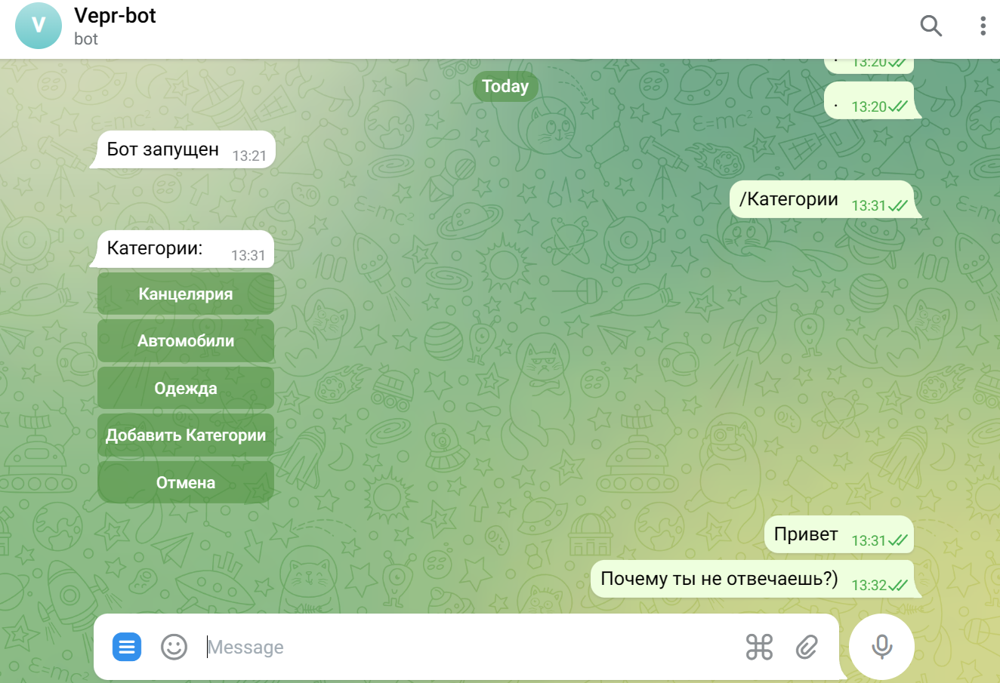 V
Vepr-bot
bot
. 13:20
Today
. 13:20
Бот запущен 13:21
/Категории 13:31
Категории: 13:31
Канцелярия
Автомобили
Одежда
Добавить Категории
Отмена
Привет 13:31
Почему ты не отвечаешь?) 13:32
Message